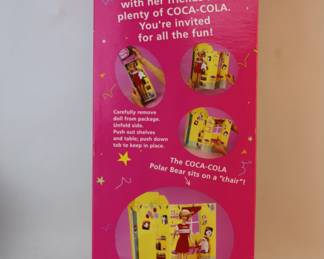 with her friends
plenty of COCA-COLA.
You're invited
for all the fun!
Carefully remove
doll from package.
Unfold side.
Push out shelves
and table; push down
tab to keep in place.
The COCA-COLA
Polar Bear sits on a "chair"!